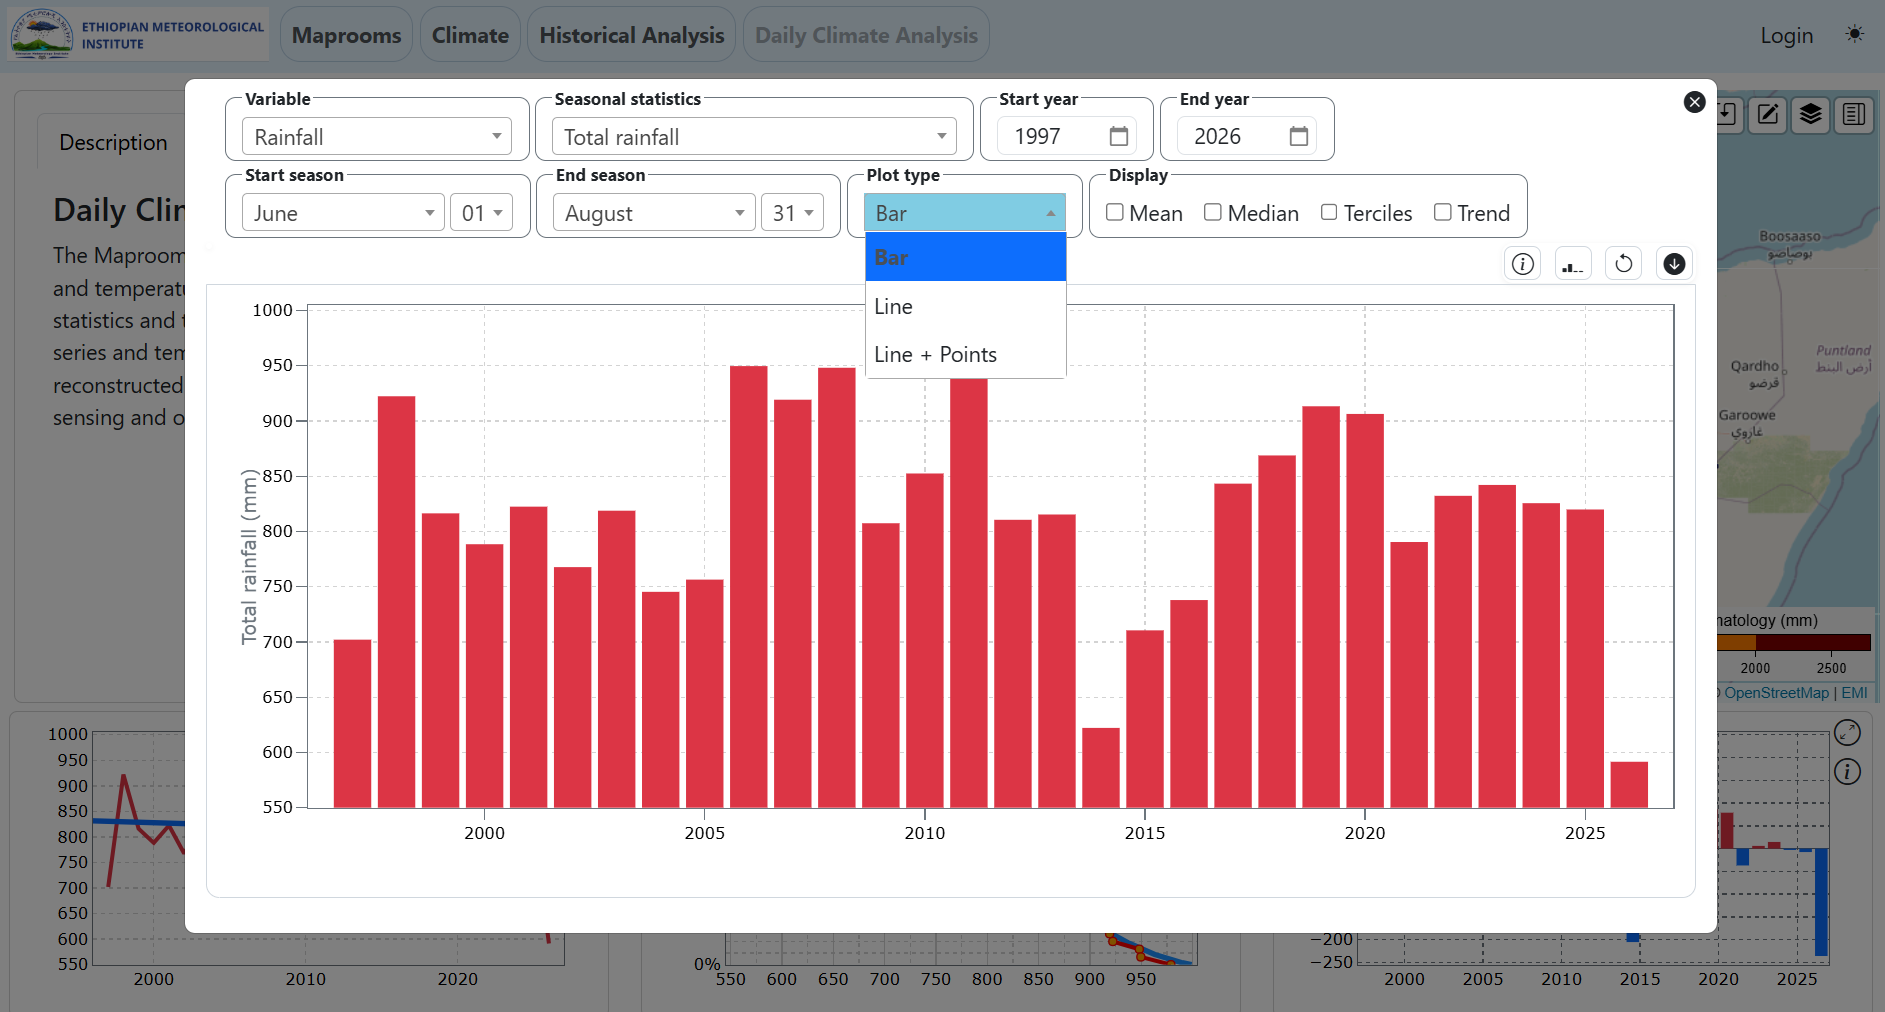 ETHIOPIAN METEOROLOGICAL
INSTITUTE
Maprooms
Climate
Historical Analysis
Daily Climate Analysis
Login
Variable
Rainfall
Seasonal statistics
Total rainfall
Start year
1997
End year
2026
Start season
June
01
End season
August
31
Plot type
Bar
Bar
Line
Line + Points
Display
Mean
Median
Terciles
Trend
Description
Daily Clin
The Maproom
and temperatu
statistics and t
series and tem
reconstructed
sensing and o
Total rainfall (mm)
1000
950
900
850
800
750
700
650
600
550
2000
2005
2010
2015
2020
2025
Boosaaso
بوصاصو
Qardho
قرضو
Puntland
أرض البنط
Garoowe
غاروي
natology (mm)
2000
2500
OpenStreetMap | EMI
1000
950
900
850
800
750
700
650
600
550
2000
2010
2020
0%
550
600
650
700
750
800
850
900
950
−200
−250
2000
2005
2010
2015
2020
2025